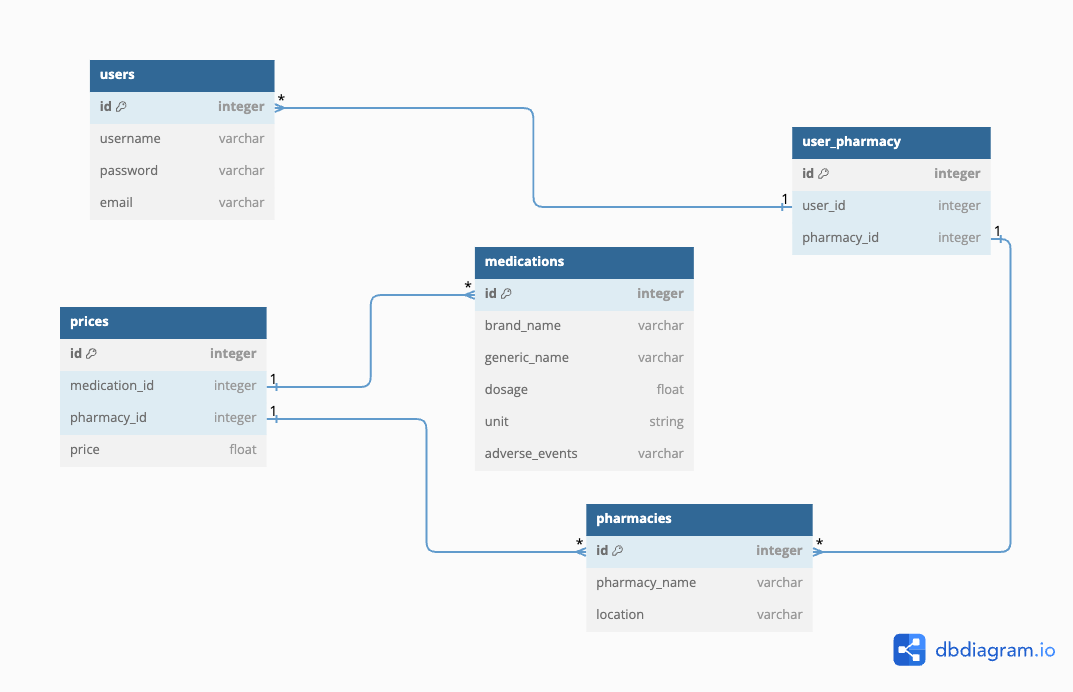 users
id integer
username varchar
password varchar
email varchar
*
1
user_pharmacy
id integer
user_id integer
pharmacy_id integer
1
medications
*
id integer
brand_name varchar
generic_name varchar
dosage float
unit string
adverse_events varchar
prices
id integer
medication_id integer
1
pharmacy_id integer
1
price float
pharmacies
*
id integer
*
pharmacy_name varchar
location varchar
dbdiagram.io